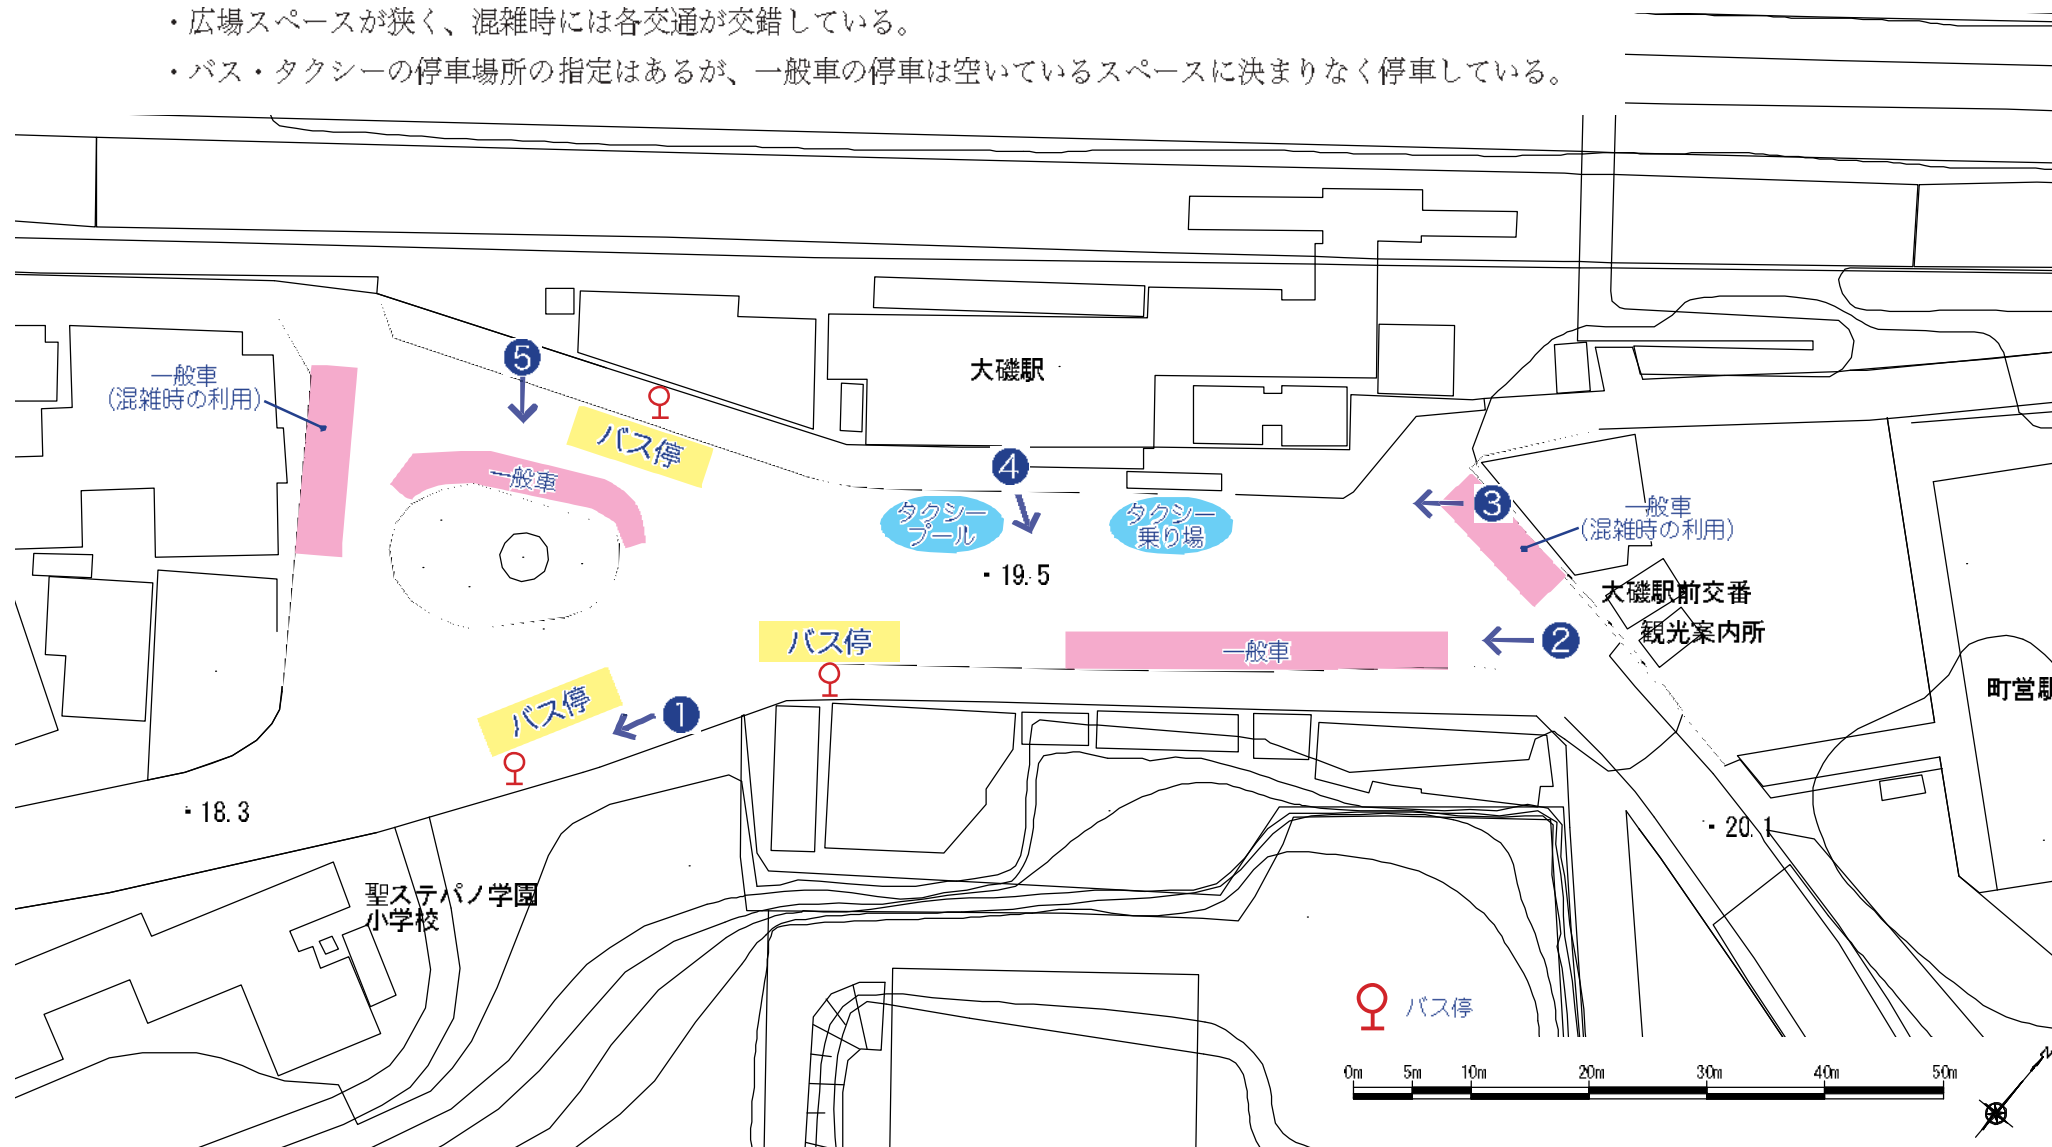 ・広場スペースが狭く、混雑時には各交通が交錯している。
・バス・タクシーの停車場所の指定はあるが、一般車の停車は空いているスペースに決まりなく停車している。
5
大磯駅
一般車
(混雑時の利用)
バス停
一般車
4
タクシー
プール
タクシー
乗り場
3
一般車
(混雑時の利用)
・19.5
大磯駅前交番
観光案内所
バス停
一般車
2
町営駐
バス停
1
・18.3
・20.1
聖ステパノ学園
小学校
バス停
0m 5m 10m 20m 30m 40m 50m
N